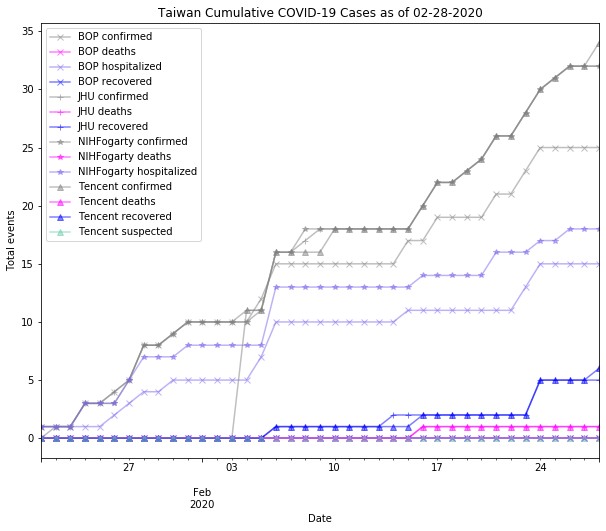 Taiwan Cumulative COVID-19 Cases as of 02-28-2020
BOP confirmed
BOP deaths
BOP hospitalized
BOP recovered
JHU confirmed
JHU deaths
JHU recovered
NIHFogarty confirmed
NIHFogarty deaths
NIHFogarty hospitalized
Tencent confirmed
Tencent deaths
Tencent recovered
Tencent suspected
Total events
35
30
25
20
15
10
5
0
27
03
10
17
24
Feb
2020
Date